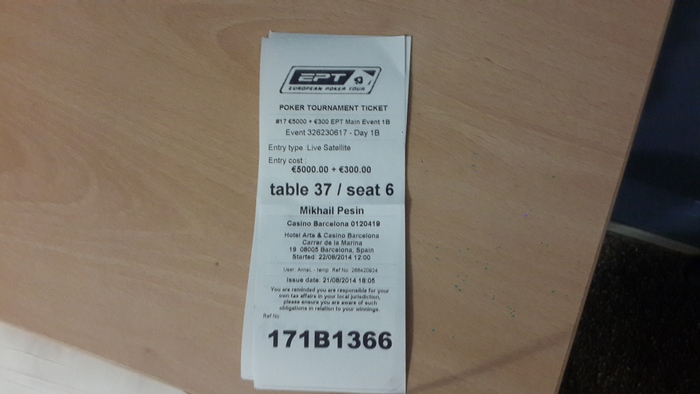 EPT
EUROPEAN POKER TOUR
POKER TOURNAMENT TICKET
#17 €5000 + €300 EPT Main Event 1B
Event 326230617 - Day 1B
Entry type :Live Satellite
Entry cost :
€5000.00 + €300.00
table 37 / seat 6
Mikhail Pesin
Casino Barcelona 0120419
Hotel Arts & Casino Barcelona
Carrer de la Marina
19 08005 Barcelona, Spain
Started: 22/08/2014 12:00
User: - temp Ref No
Issue date: 21/08/2014 18:05
You are reminded you are responsible for your
own tax affairs in your local jurisdiction,
please ensure you are aware of such
obligations in relation to your winnings.
Ref No
171B1366